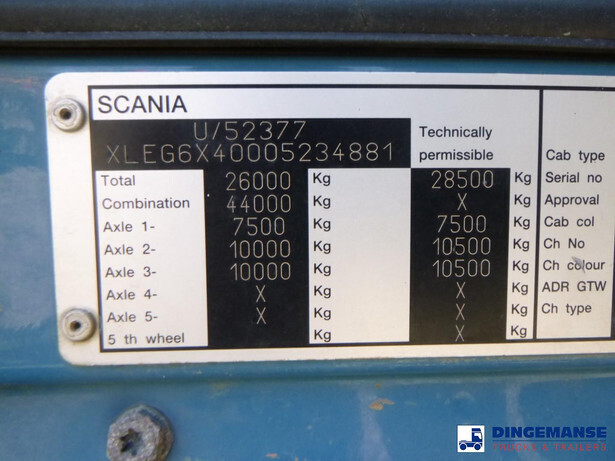 SCANIA
U/52377
XLEG6X40005234881
Technically
permissible
Cab type
Total 26000 Kg 28500 Kg Serial no
Combination 44000 Kg X Kg Approval
Axle 1- 7500 Kg 7500 Kg Cab col
Axle 2- 10000 Kg 10500 Kg Ch No
Axle 3- 10000 Kg 10500 Kg Ch colour
Axle 4- X Kg X Kg ADR GTW
Axle 5- X Kg X Kg Ch type
5 th wheel Kg X Kg
DINGEMANSE
TRUCKS & TRAILERS